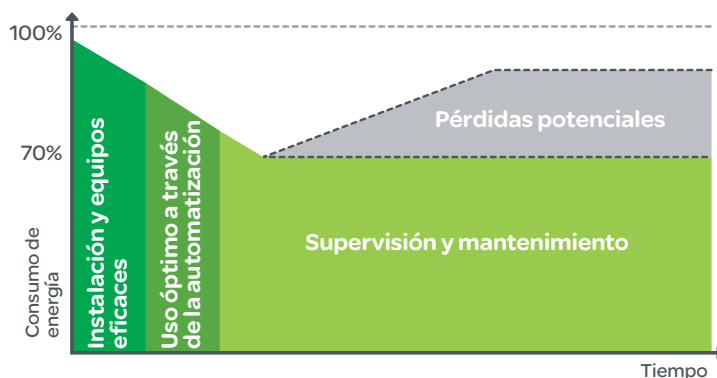 100%
70%
Consumo de
energía
Instalación y equipos
eficaces
Uso óptimo a través
de la automatización
Pérdidas potenciales
Supervisión y mantenimiento
Tiempo